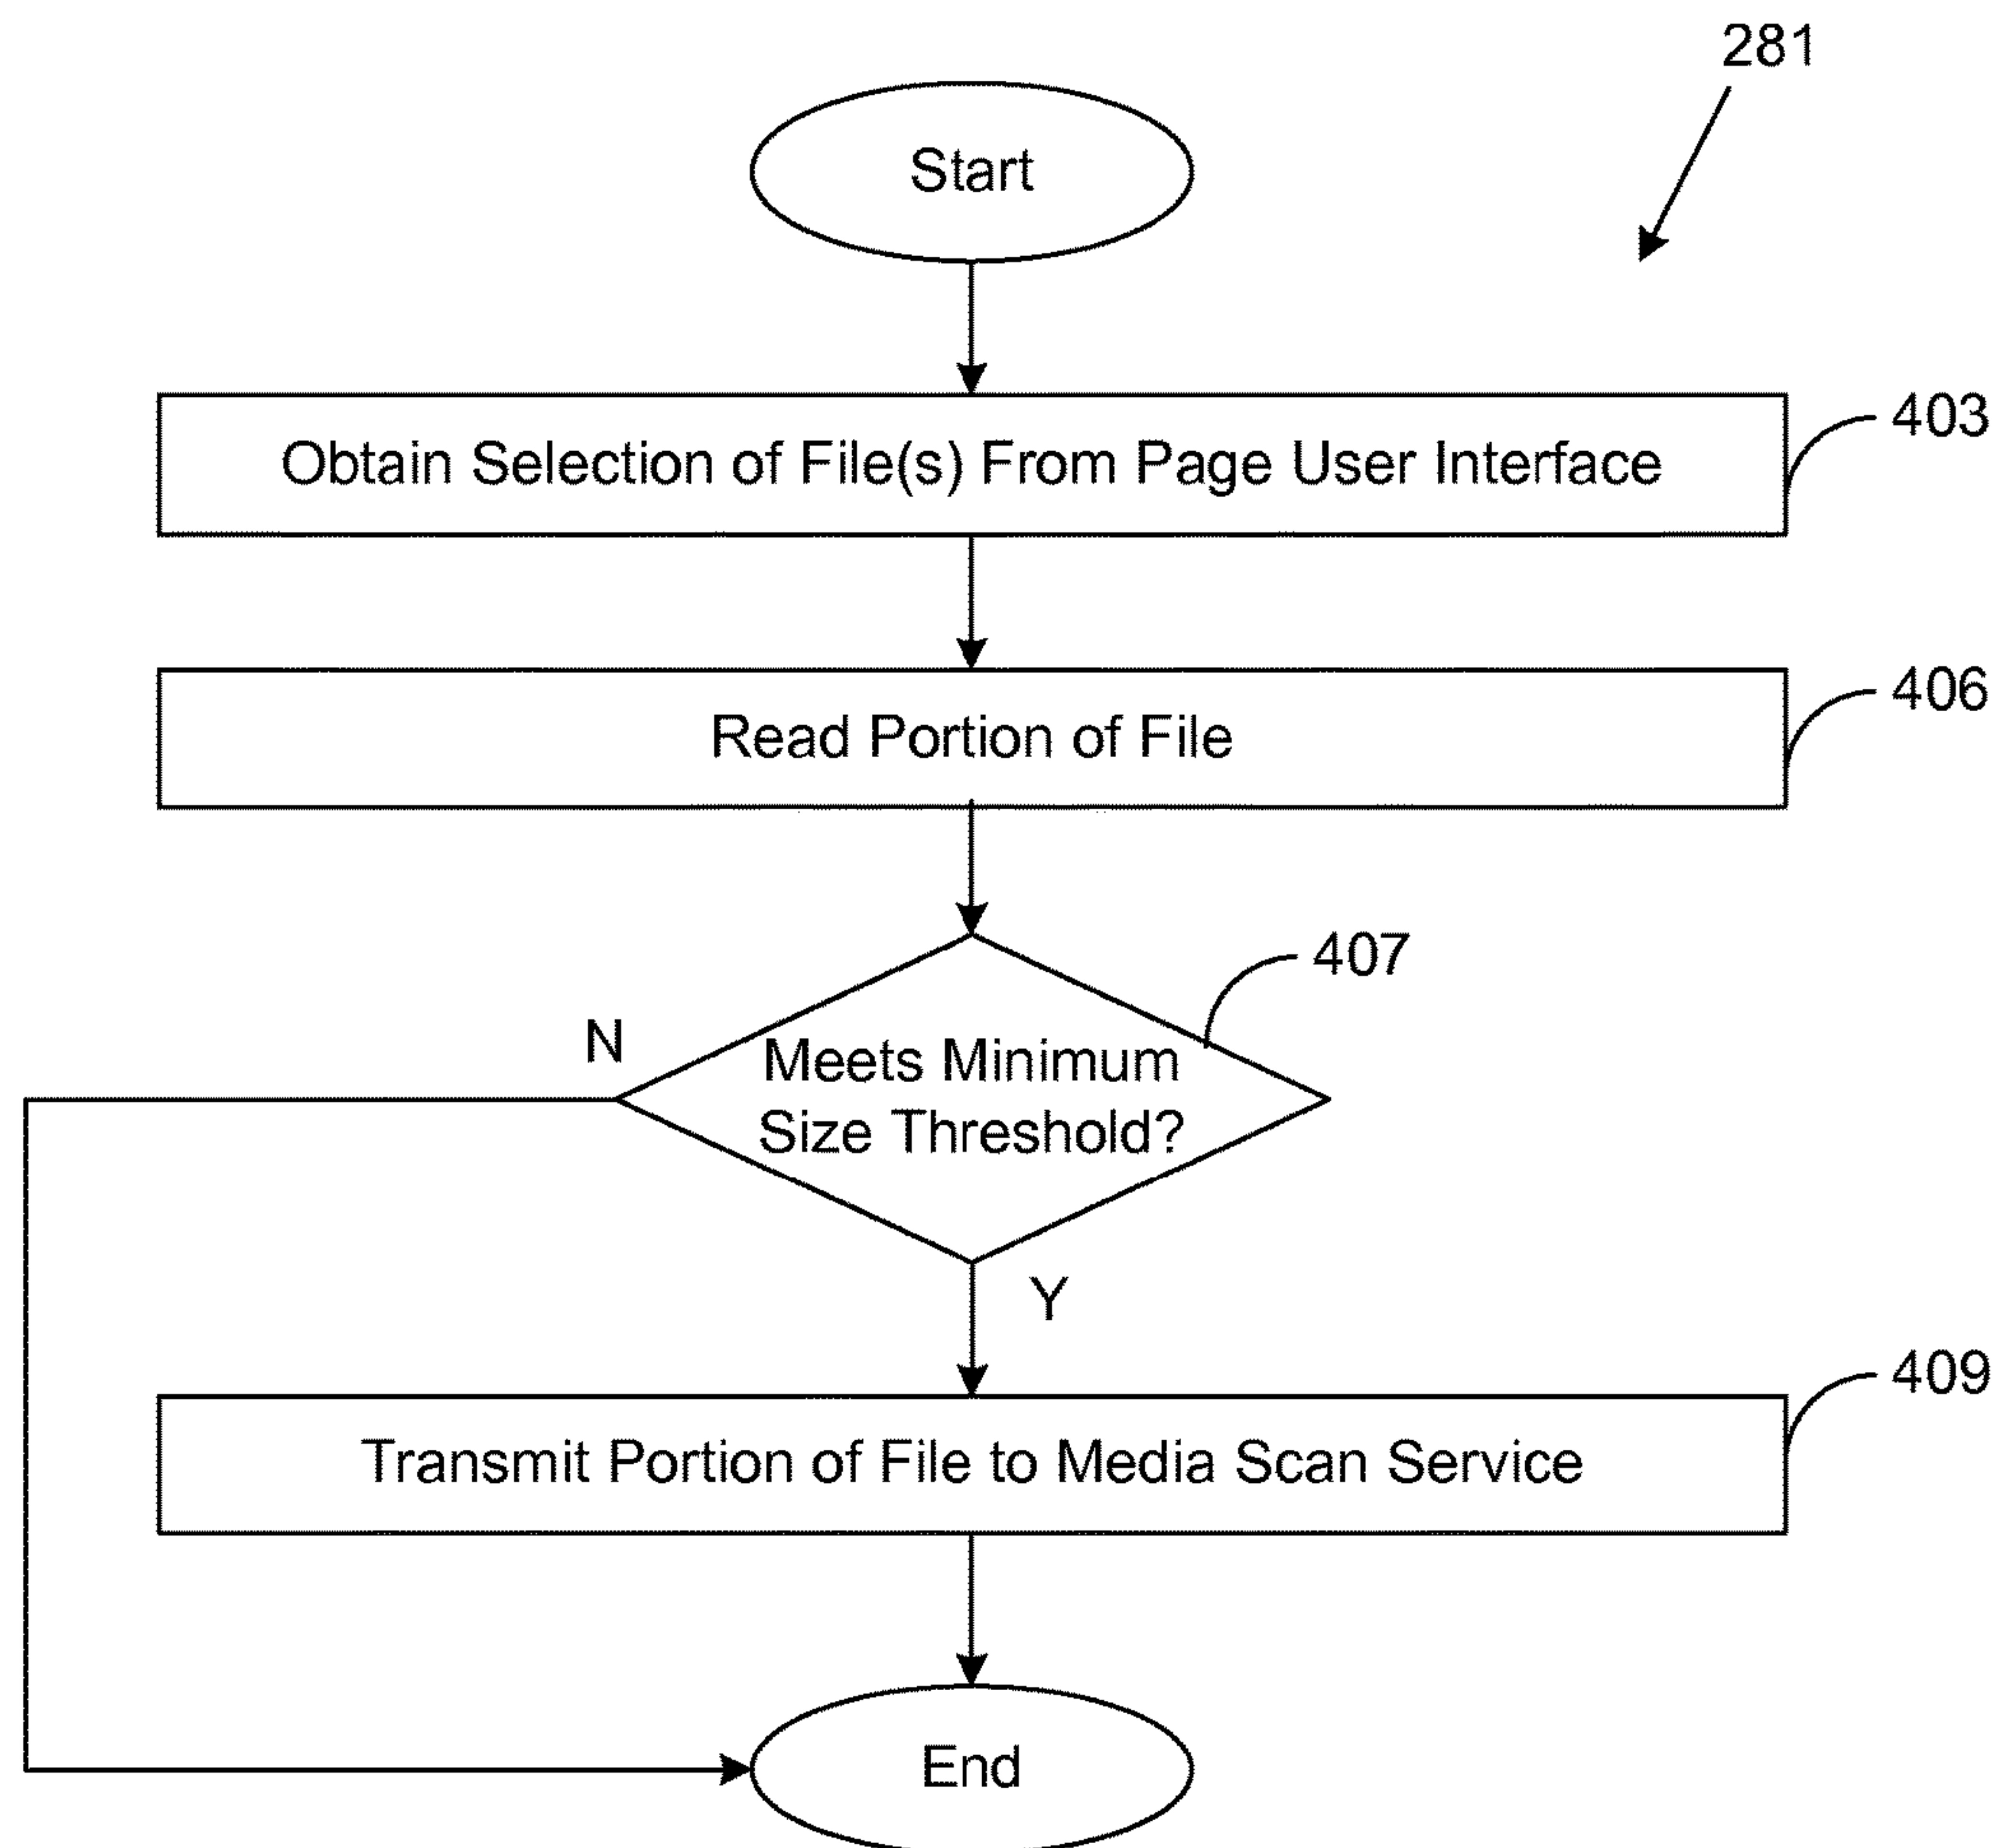 281
Start
Obtain Selection of File(s) From Page User Interface
403
Read Portion of File
406
407
N
Meets Minimum
Size Threshold?
Y
Transmit Portion of File to Media Scan Service
409
End